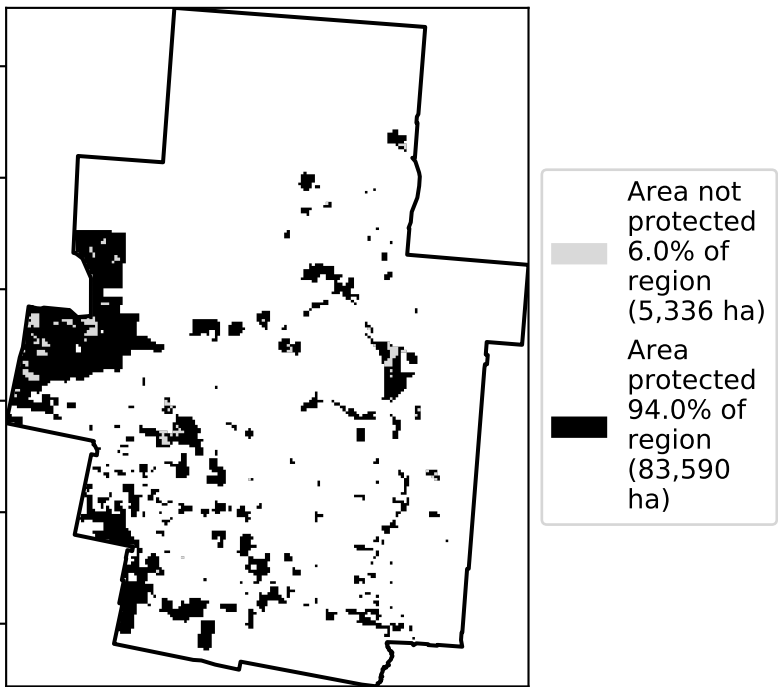 Area not
protected
6.0% of
region
(5,336 ha)
Area
protected
94.0% of
region
(83,590
ha)